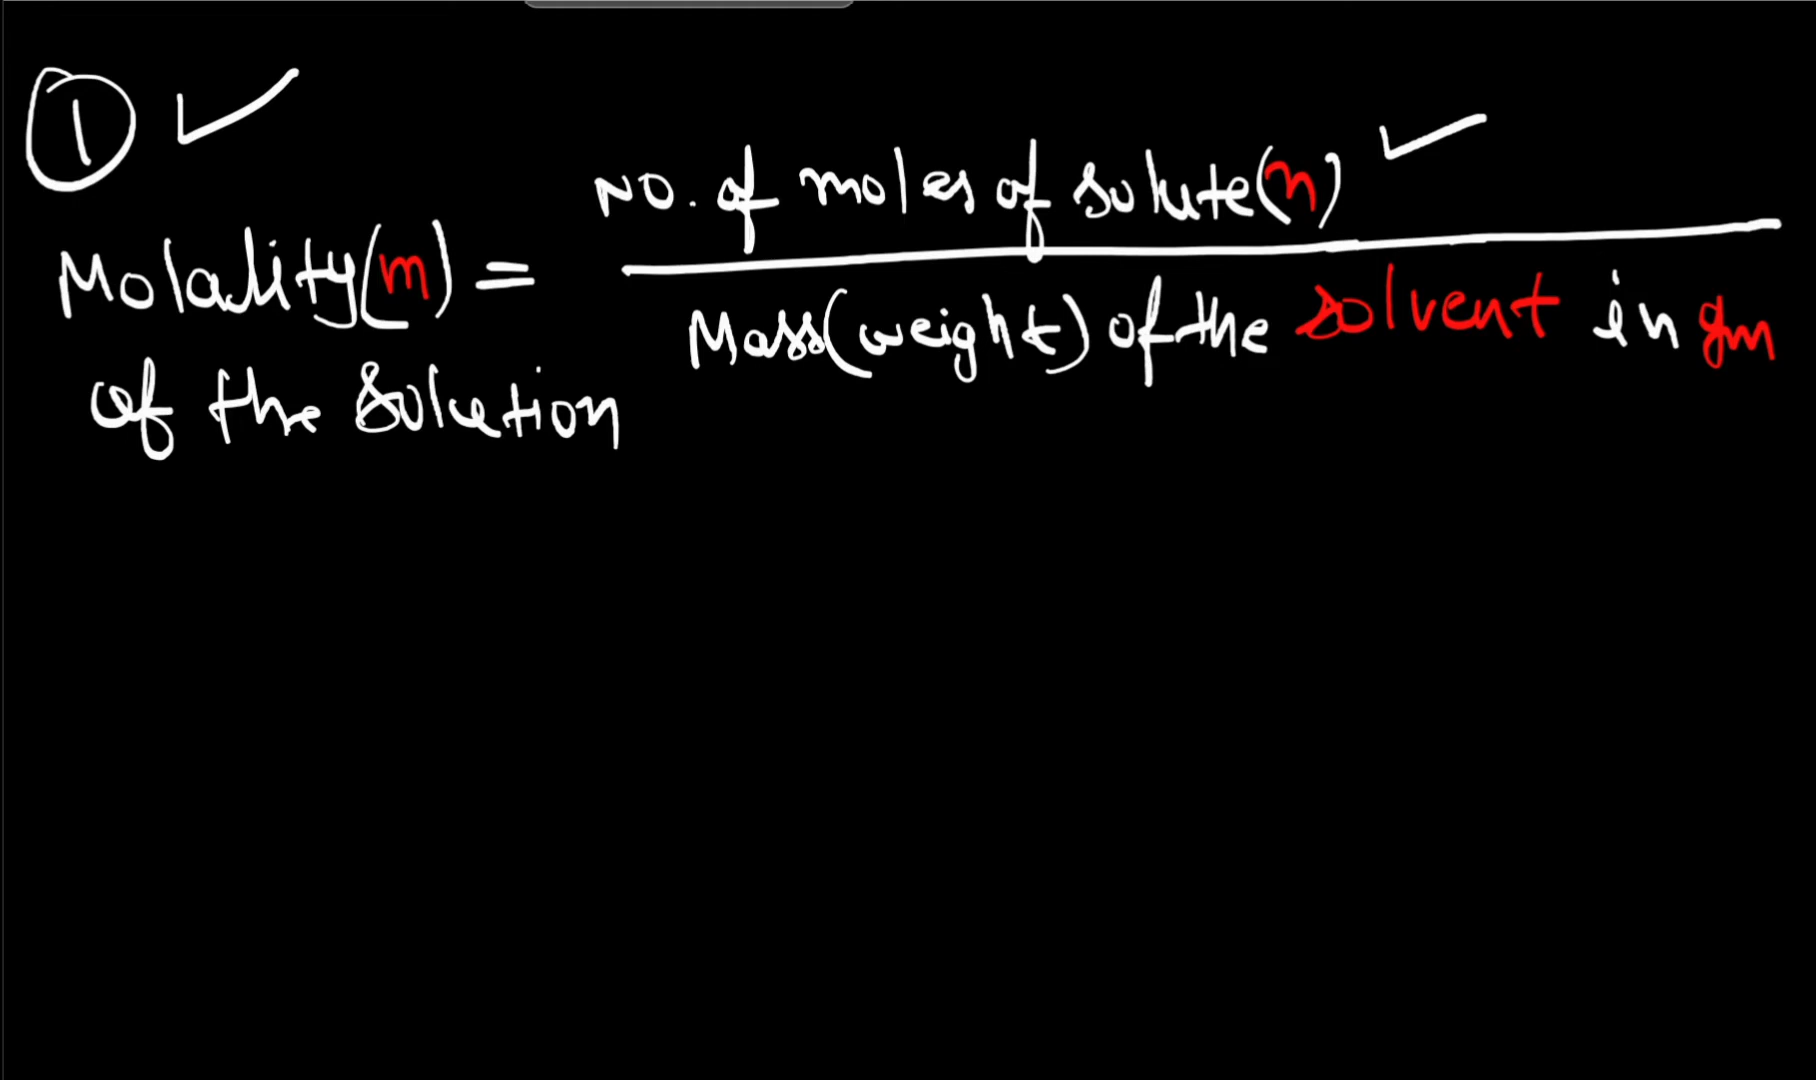 1
No. of moles of solute(n)
Molality(m) =
Mass(weight) of the solvent in gm
of the solution